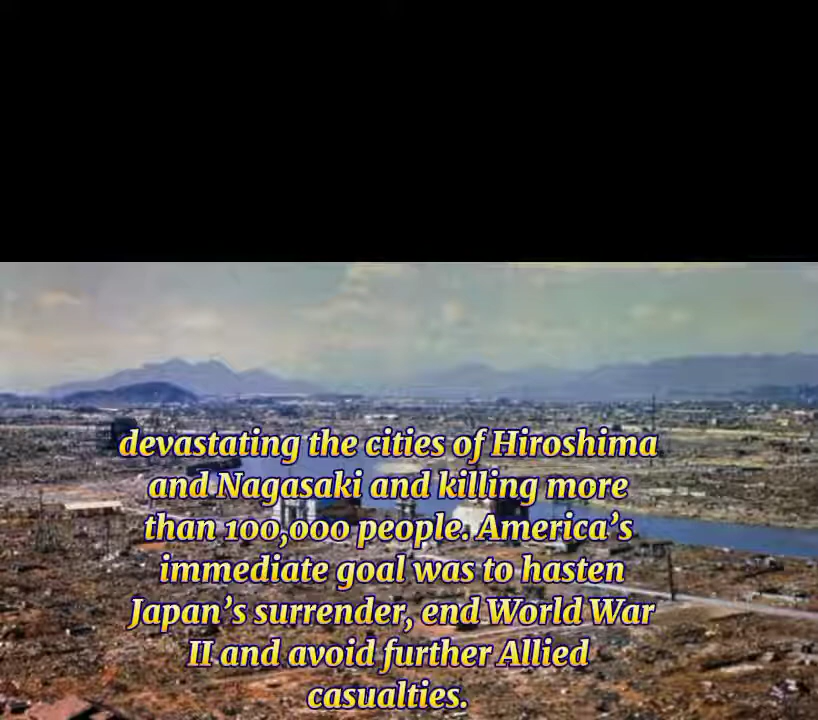 devastating the cities of Hiroshima
and Nagasaki and killing more
than 100,000 people. America’s
immediate goal was to hasten
Japan’s surrender, end World War
II and avoid further Allied
casualties.